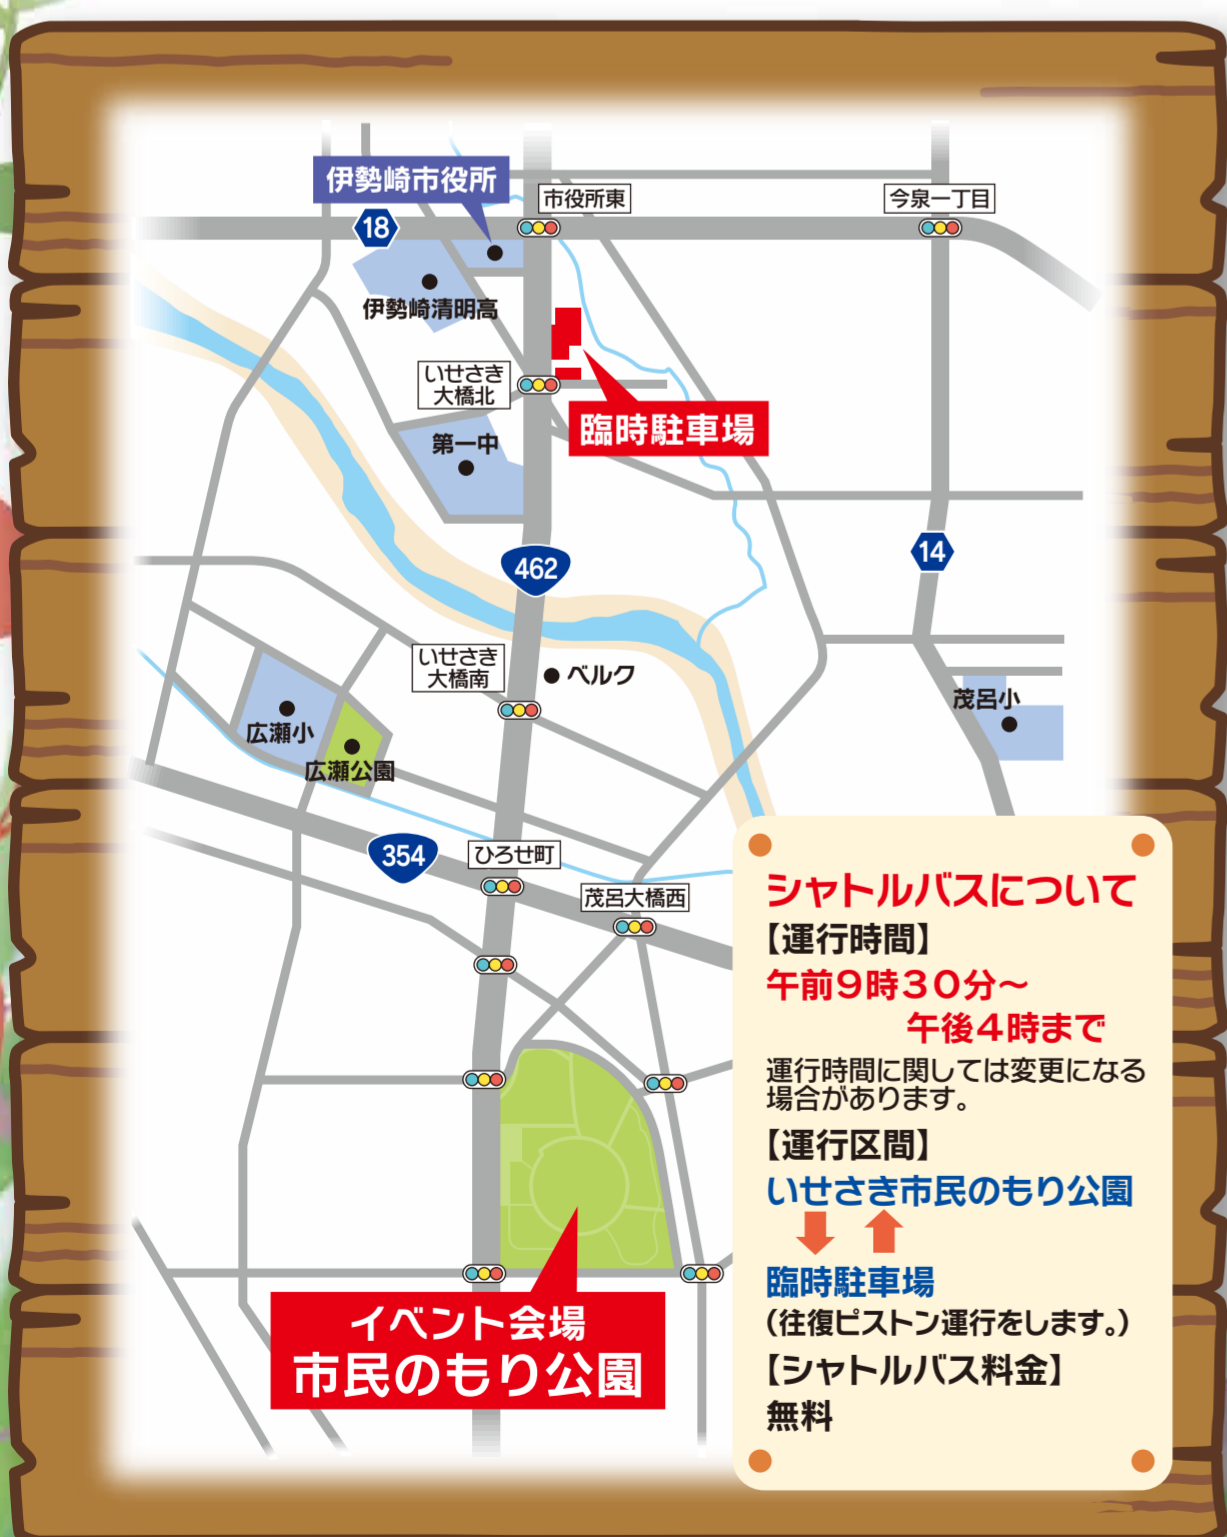 伊勢崎市役所
市役所東
今泉一丁目
18
伊勢崎清明高
いせさき
大橋北
臨時駐車場
第一中
462
14
いせさき
大橋南
ベルク
茂呂小
広瀬小
広瀬公園
354
ひろせ町
茂呂大橋西
イベント会場
市民のもり公園
シャトルバスについて
【運行時間】
午前9時30分～
午後4時まで
運行時間に関しては変更になる
場合があります。
【運行区間】
いせさき市民のもり公園
臨時駐車場
(往復ピストン運行をします。)
【シャトルバス料金】
無料